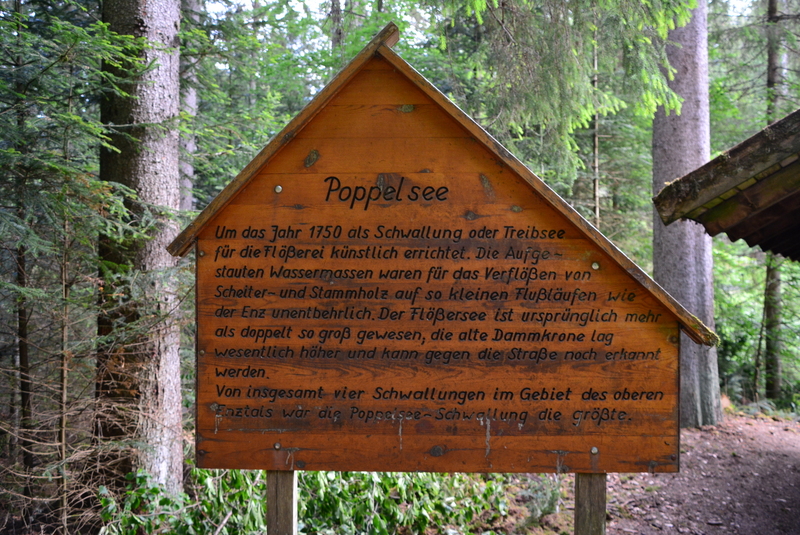 Poppelsee
Um das Jahr 1750 als Schwallung oder Treibsee
für die Flößerei künstlich errichtet. Die Aufge-
stauten Wassermassen waren für das Verflößen von
Scheiter- und Stammholz auf so kleinen Flußläufen wie
der Enz unentbehrlich. Der Flößersee ist ursprünglich mehr
als doppelt so groß gewesen, die alte Dammkrone lag
wesentlich höher und kann gegen die Straße noch erkannt
werden.
Von insgesamt vier Schwallungen im Gebiet des oberen
Enztals war die Poppelsee-Schwallung die größte.